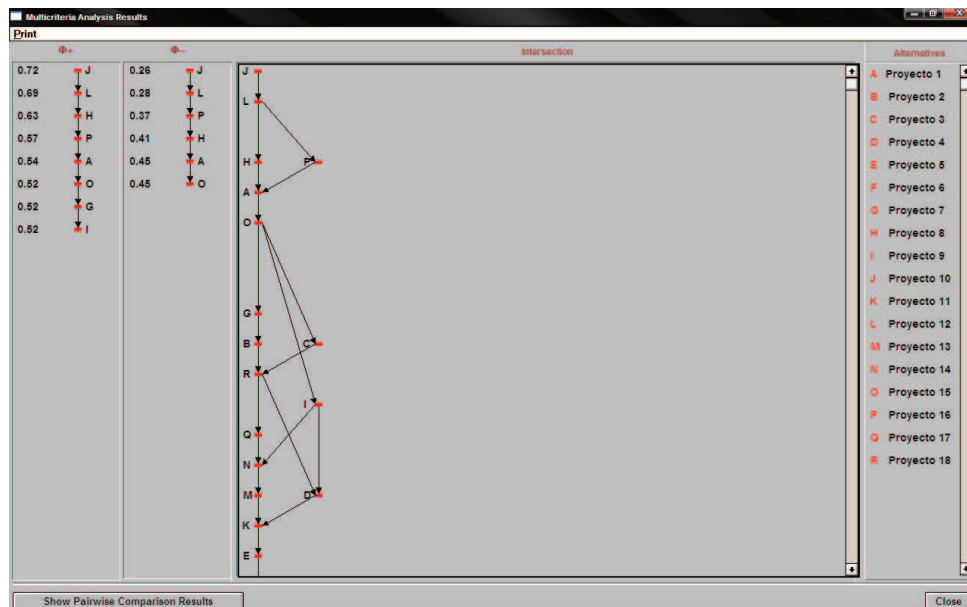 Multicriteria Analysis Results
Print
Φ+
Φ–
Intersection
Alternatives
0.72 J
0.69 L
0.63 H
0.57 P
0.54 A
0.52 O
0.52 G
0.52 I
0.26 J
0.28 L
0.37 P
0.41 H
0.45 A
0.45 O
J
L
H P
A
O
G
B C
R
I
Q
N
M D
K
E
A Proyecto 1
B Proyecto 2
C Proyecto 3
D Proyecto 4
E Proyecto 5
F Proyecto 6
G Proyecto 7
H Proyecto 8
I Proyecto 9
J Proyecto 10
K Proyecto 11
L Proyecto 12
M Proyecto 13
N Proyecto 14
O Proyecto 15
P Proyecto 16
Q Proyecto 17
R Proyecto 18
Show Pairwise Comparison Results
Close